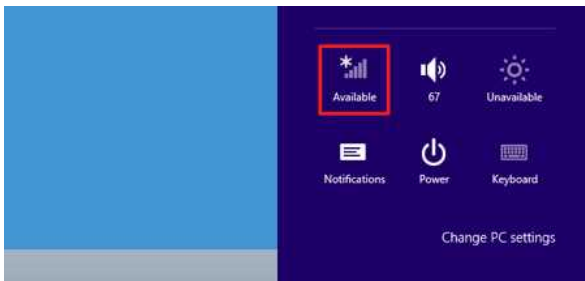 Available 67 Unavailable
Notifications Power Keyboard
Change PC settings